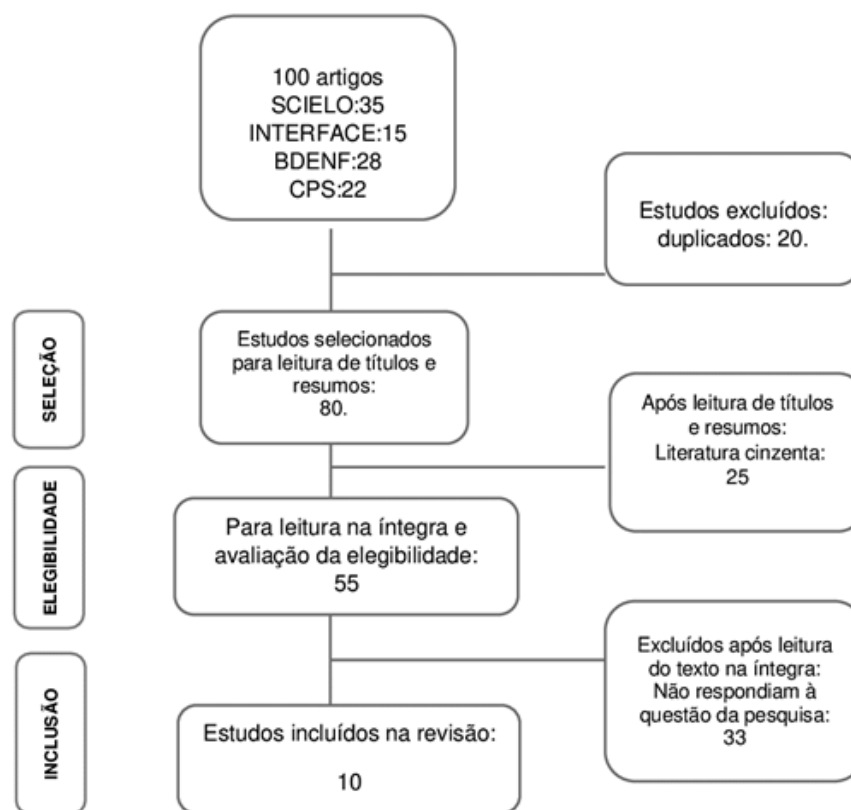 100 artigos
SCIELO:35
INTERFACE:15
BDENF:28
CPS:22
Estudos excluídos:
duplicados: 20.
SELEÇÃO
Estudos selecionados
para leitura de títulos e
resumos:
80.
Após leitura de títulos
e resumos:
Literatura cinzenta:
25
ELEGIBILIDADE
Para leitura na íntegra e
avaliação da elegibilidade:
55
Excluídos após leitura
do texto na íntegra:
Não respondiam à
questão da pesquisa:
33
INCLUSÃO
Estudos incluídos na revisão:
10